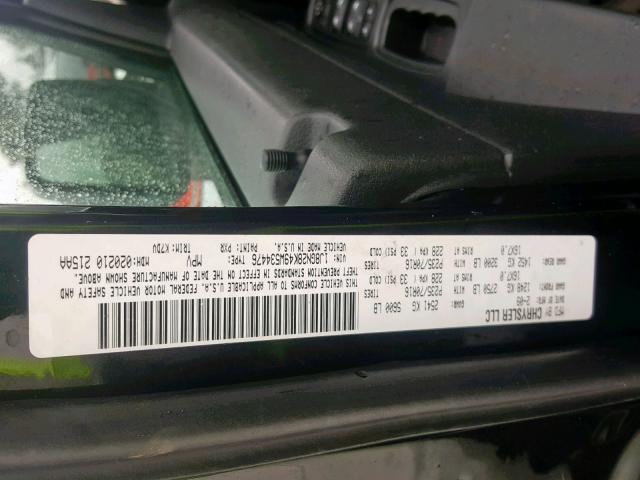 MFD BY CHRYSLER LLC
DATE OF MFR: 2-09 GVWR: 2541 KG 5600 LB
GAWR FRONT: 1249 KG 2750 LB WITH P235/70R16 TIRES
16X7.0 RIMS AT 228 KPA( 33 PSI)COLD
GAWR REAR: 1452 KG 3200 LB WITH P235/70R16 TIRES
16X7.0 RIMS AT 228 KPA( 33 PSI)COLD
THIS VEHICLE CONFORMS TO ALL APPLICABLE FEDERAL MOTOR VEHICLE SAFETY AND
THEFT PREVENTION STANDARDS IN EFFECT ON THE DATE OF MANUFACTURE SHOWN ABOVE.
TYPE: MPV MDH: 020210 215AA
VEHICLE MADE IN U.S.A. PAINT: PXR TRIM: K7DV